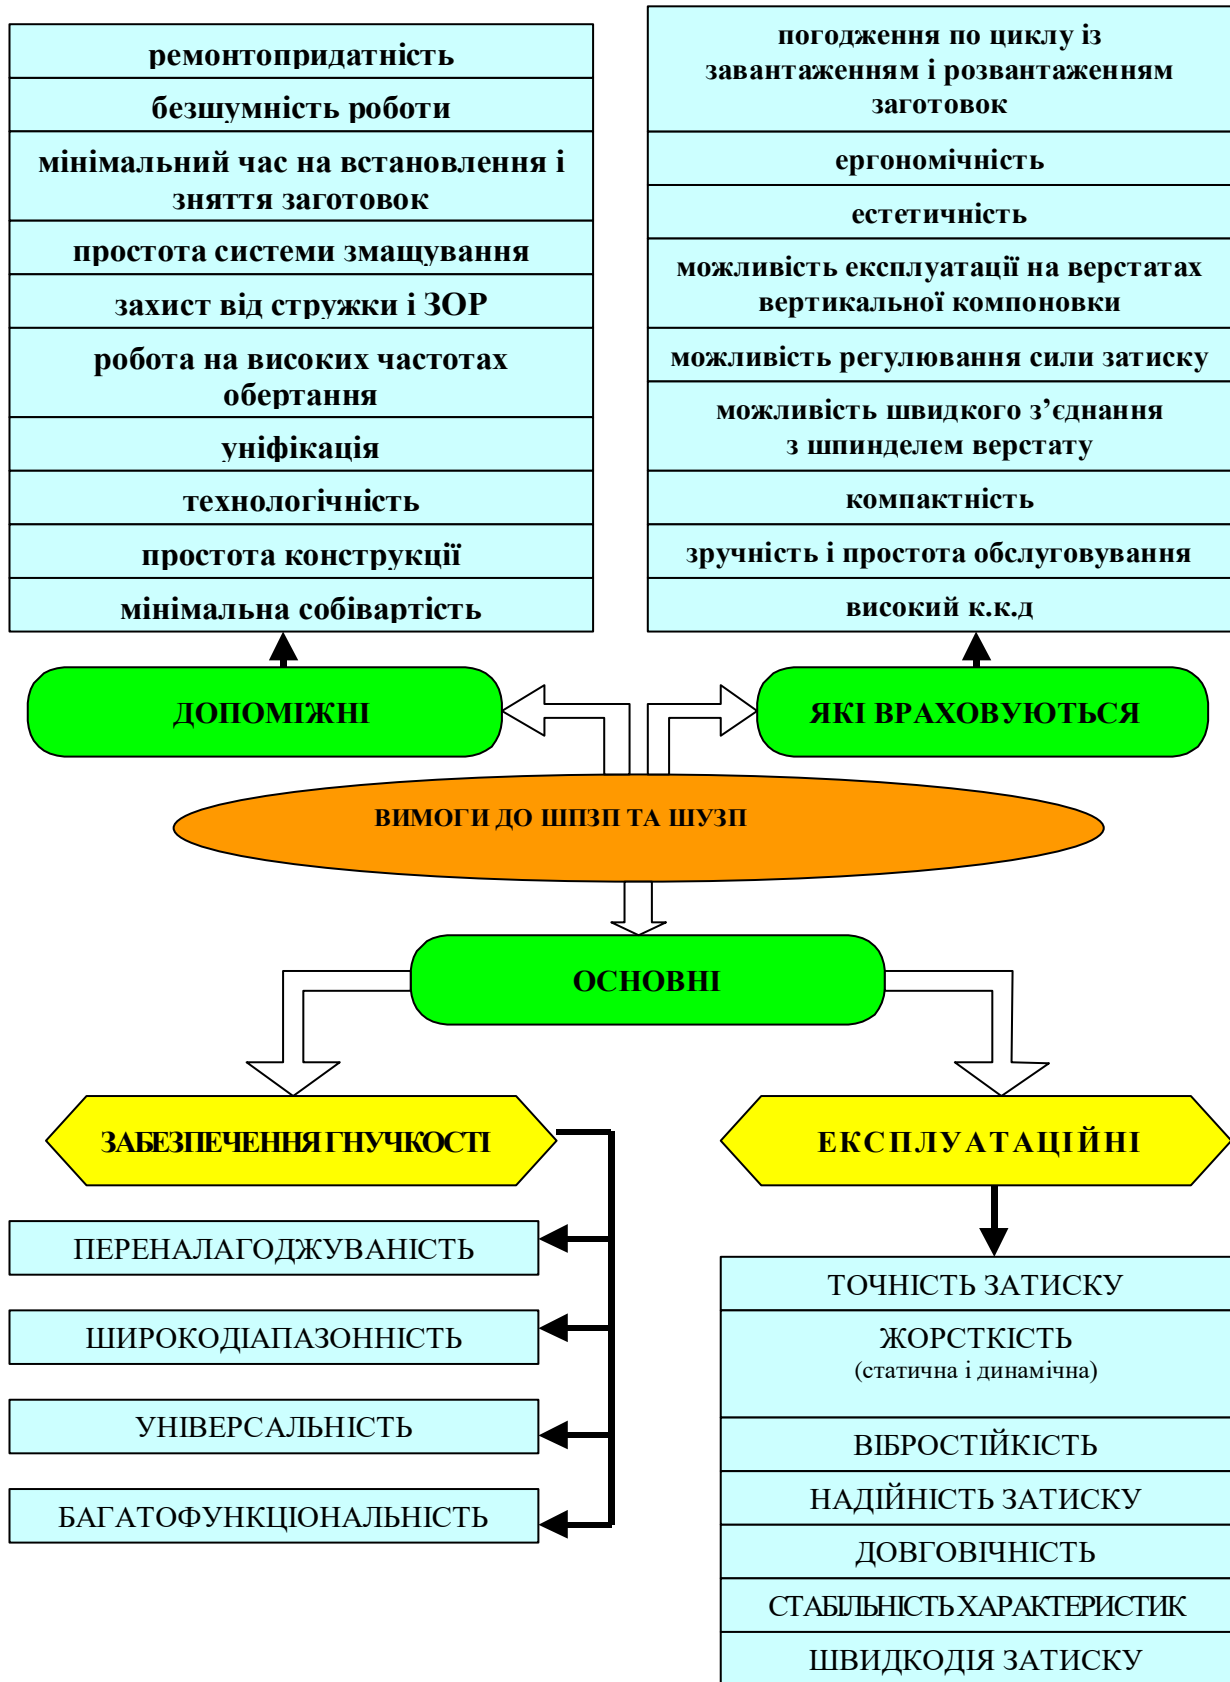 ремонтопридатність
безшумність роботи
мінімальний час на встановлення і
зняття заготовок
простота системи змащування
захист від стружки і ЗОР
робота на високих частотах
обертання
уніфікація
технологічність
простота конструкції
мінімальна собівартість
погодження по циклу із
завантаженням і розвантаженням
заготовок
ергономічність
естетичність
можливість експлуатації на верстатах
вертикальної компоновки
можливість регулювання сили затиску
можливість швидкого з’єднання
з шпинделем верстату
компактність
зручність і простота обслуговування
високий к.к.д
ДОПОМІЖНІ
ЯКІ ВРАХОВУЮТЬСЯ
ВИМОГИ ДО ШПЗП ТА ШУЗП
ОСНОВНІ
ЗАБЕЗПЕЧЕННЯ ГНУЧКОСТІ
ЕКСПЛУАТАЦІЙНІ
ПЕРЕНАЛАГОДЖУВАНІСТЬ
ШИРОКОДІАПАЗОННІСТЬ
УНІВЕРСАЛЬНІСТЬ
БАГАТОФУНКЦІОНАЛЬНІСТЬ
ТОЧНІСТЬ ЗАТИСКУ
ЖОРСТКІСТЬ
(статична і динамічна)
ВІБРОСТІЙКІСТЬ
НАДІЙНІСТЬ ЗАТИСКУ
ДОВГОВІЧНІСТЬ
СТАБІЛЬНІСТЬ ХАРАКТЕРИСТИК
ШВИДКОДІЯ ЗАТИСКУ